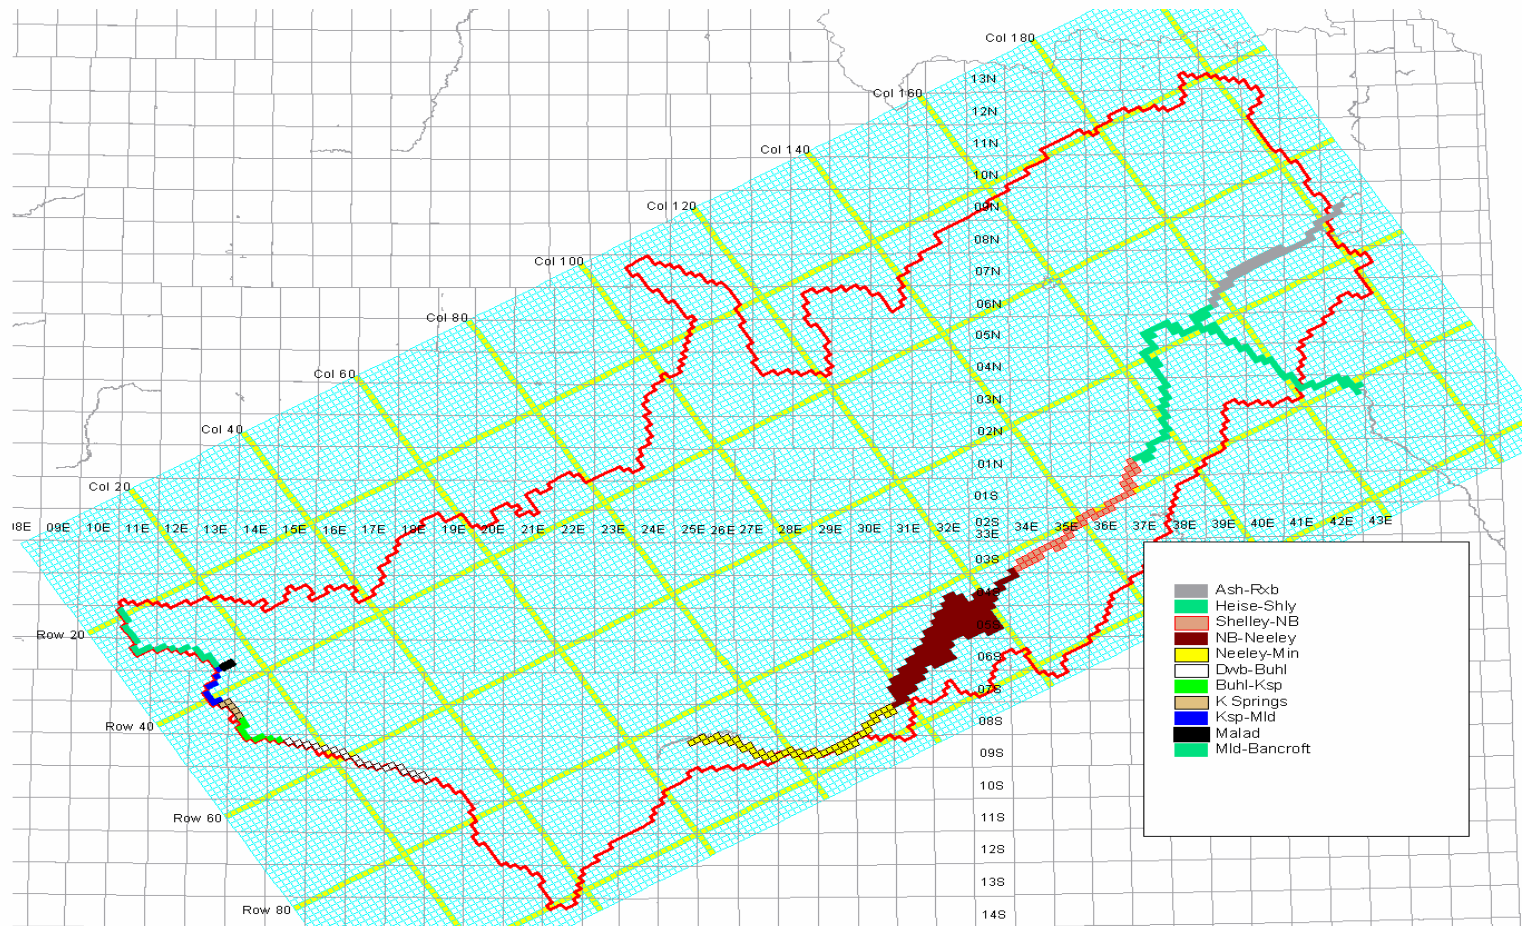 Col 180
Col 160
Col 140
Col 120
Col 100
Col 80
Col 60
Col 40
Col 20
13N
12N
11N
10N
09N
08N
07N
06N
05N
04N
03N
02N
01N
01S
02S
03S
05S
06S
07S
08S
09S
10S
11S
12S
13S
14S
09E 10E 11E 12E 13E 14E 15E 16E 17E 18E 19E 20E 21E 22E 23E 24E 25E 26E 27E 28E 29E 30E 31E 32E 33E 34E 35E 36E 37E 38E 39E 40E 41E 42E 43E
Row 20
Row 40
Row 60
Row 80
Ash-Rxb
Heise-Shly
Shelley-NB
NB-Neeley
Neeley-Min
Dwb-Buhl
Buhl-Ksp
K Springs
Ksp-Mld
Malad
Mld-Bancroft